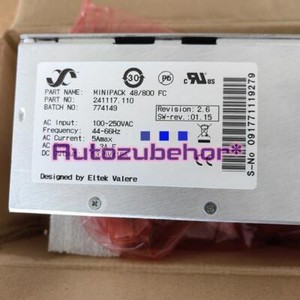 30
PART NAME: MINIPACK 48/800 FC
PART NO: 241117.110
BATCH NO: 774149
Revision: 2.6
SW-rev.: 01.15
AC Input: 100-250VAC
Frequency: 44-66Hz
AC Current: 5Amax
Autozubehor*
Designed by Eltek Valere
S-No 091771119279